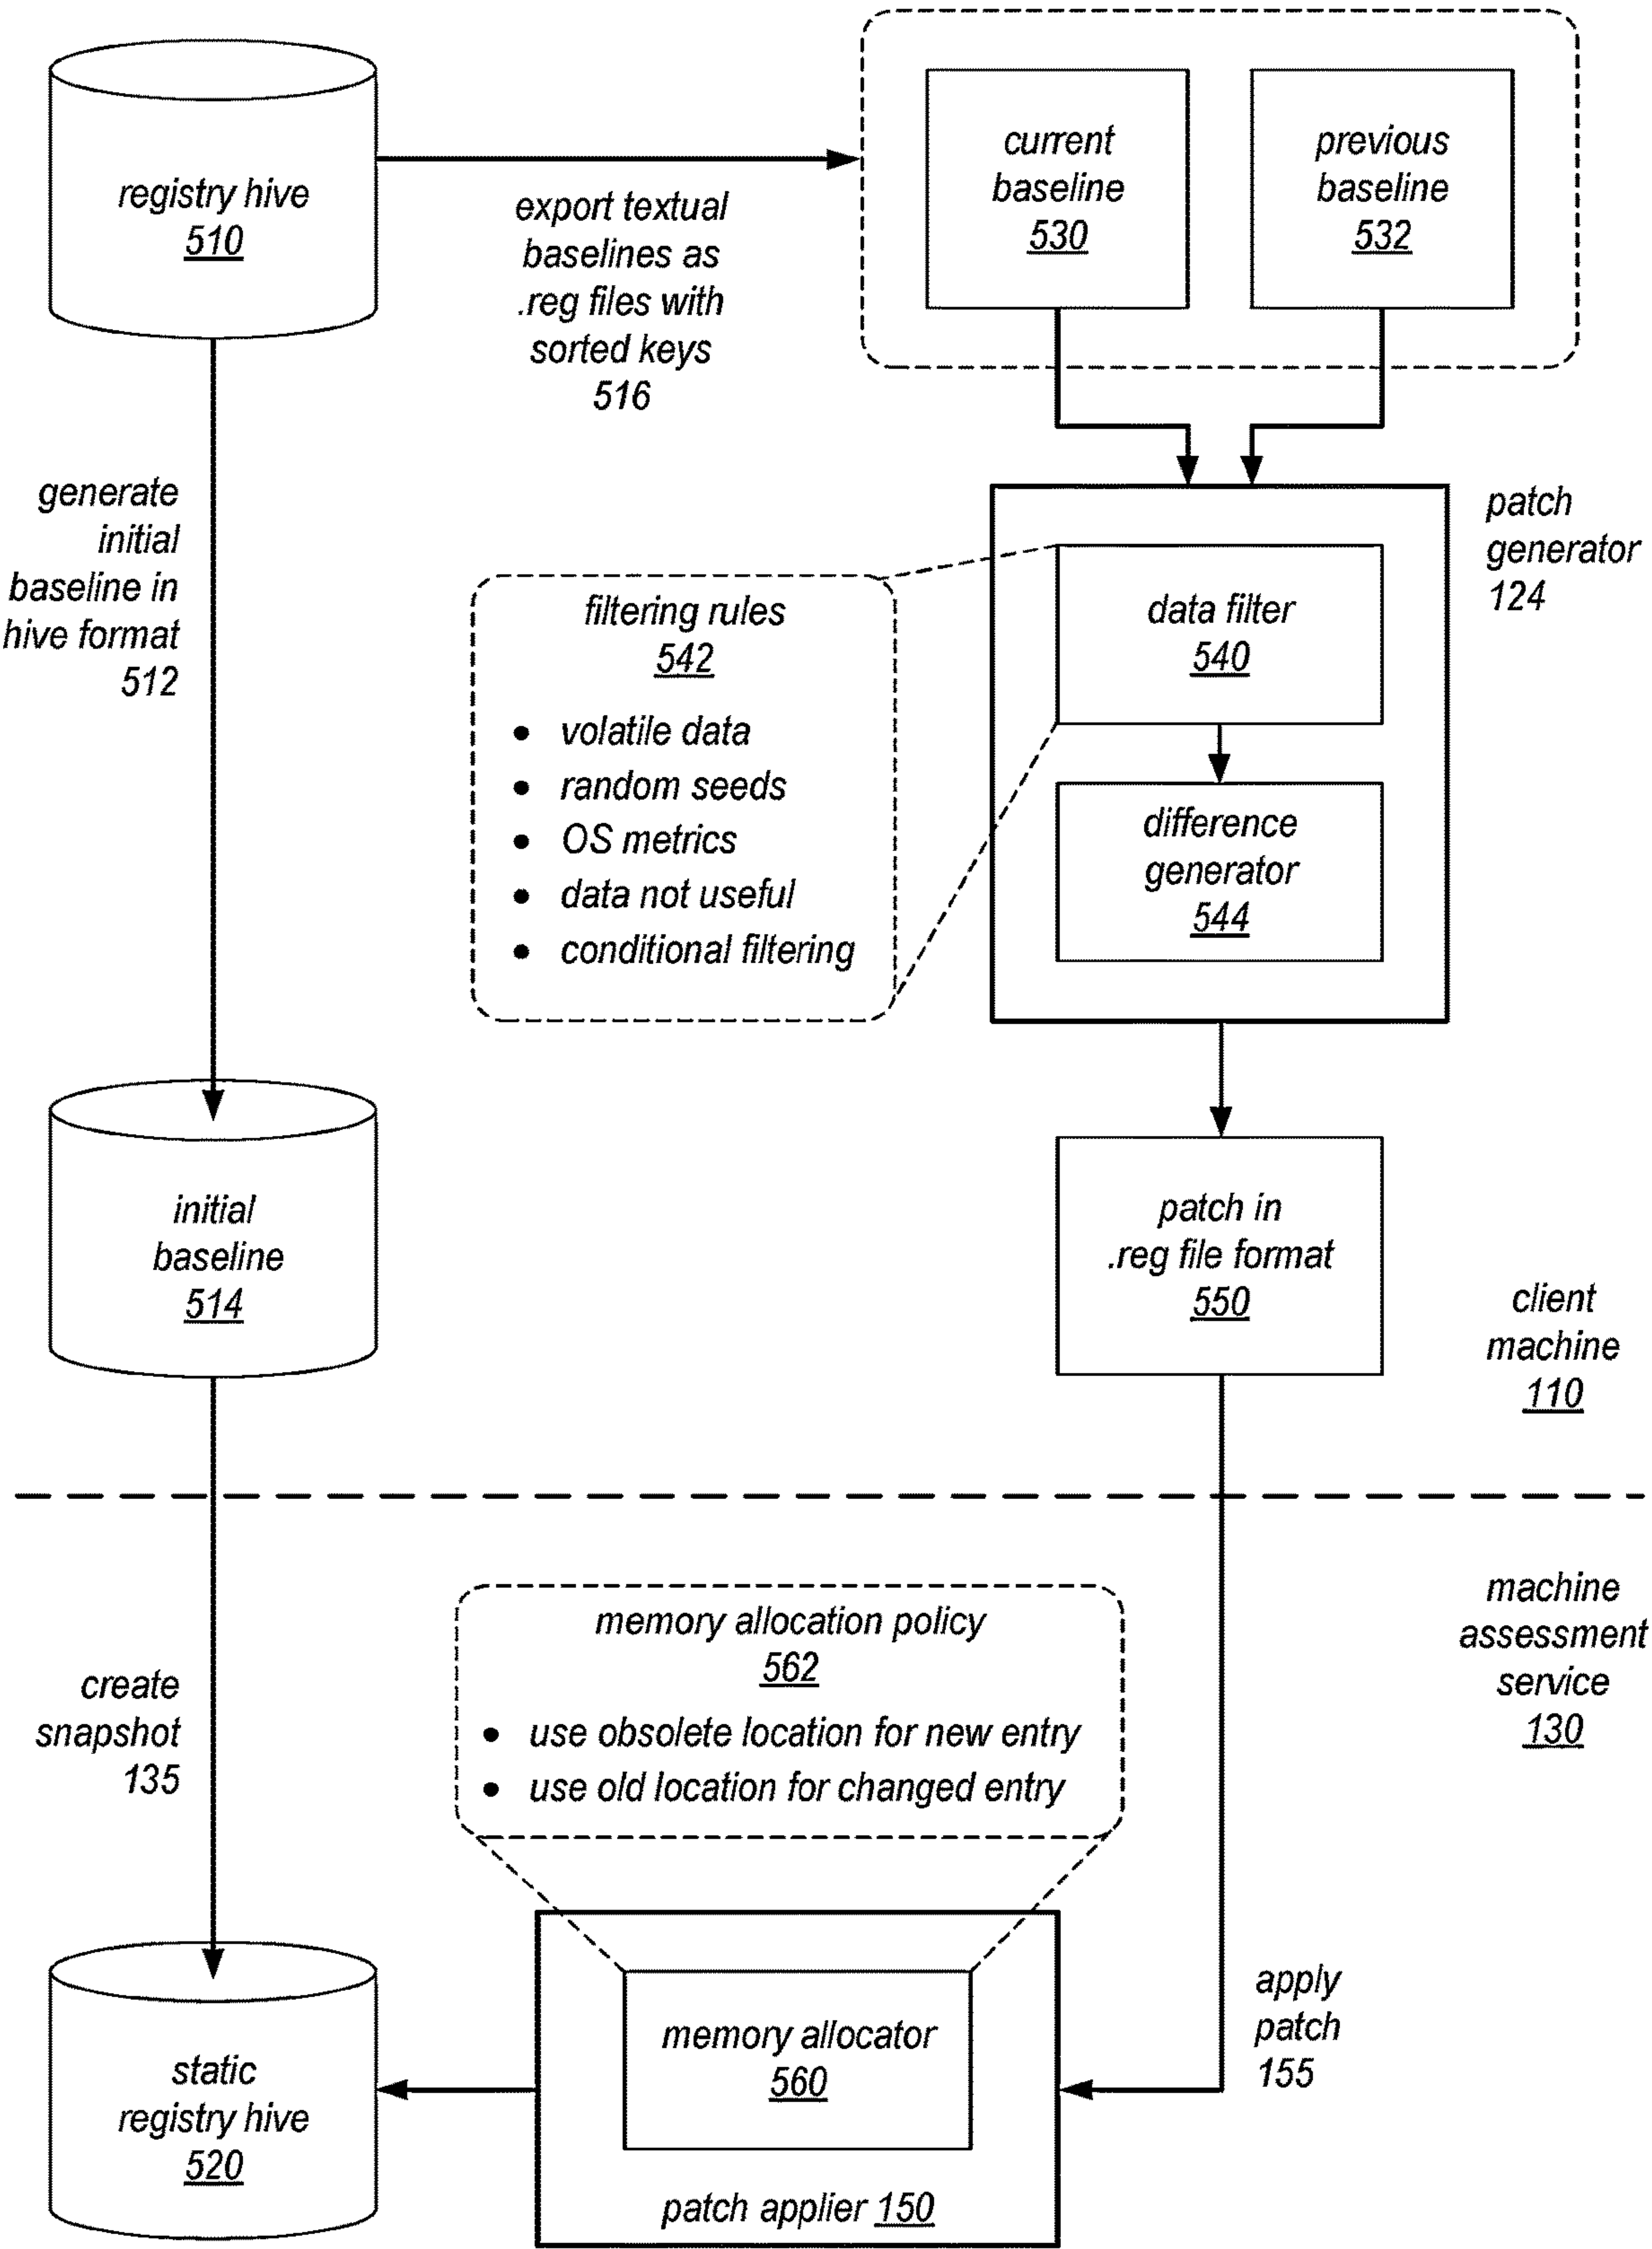 registry hive
510
export textual
baselines as
.reg files with
sorted keys
516
current
baseline
530
previous
baseline
532
generate
initial
baseline in
hive format
512
patch
generator
124
filtering rules
542
• volatile data
• random seeds
• OS metrics
• data not useful
• conditional filtering
data filter
540
difference
generator
544
initial
baseline
514
patch in
.reg file format
550
client
machine
110
machine
assessment
service
130
memory allocation policy
562
• use obsolete location for new entry
• use old location for changed entry
create
snapshot
135
apply
patch
155
static
registry hive
520
memory allocator
560
patch applier 150